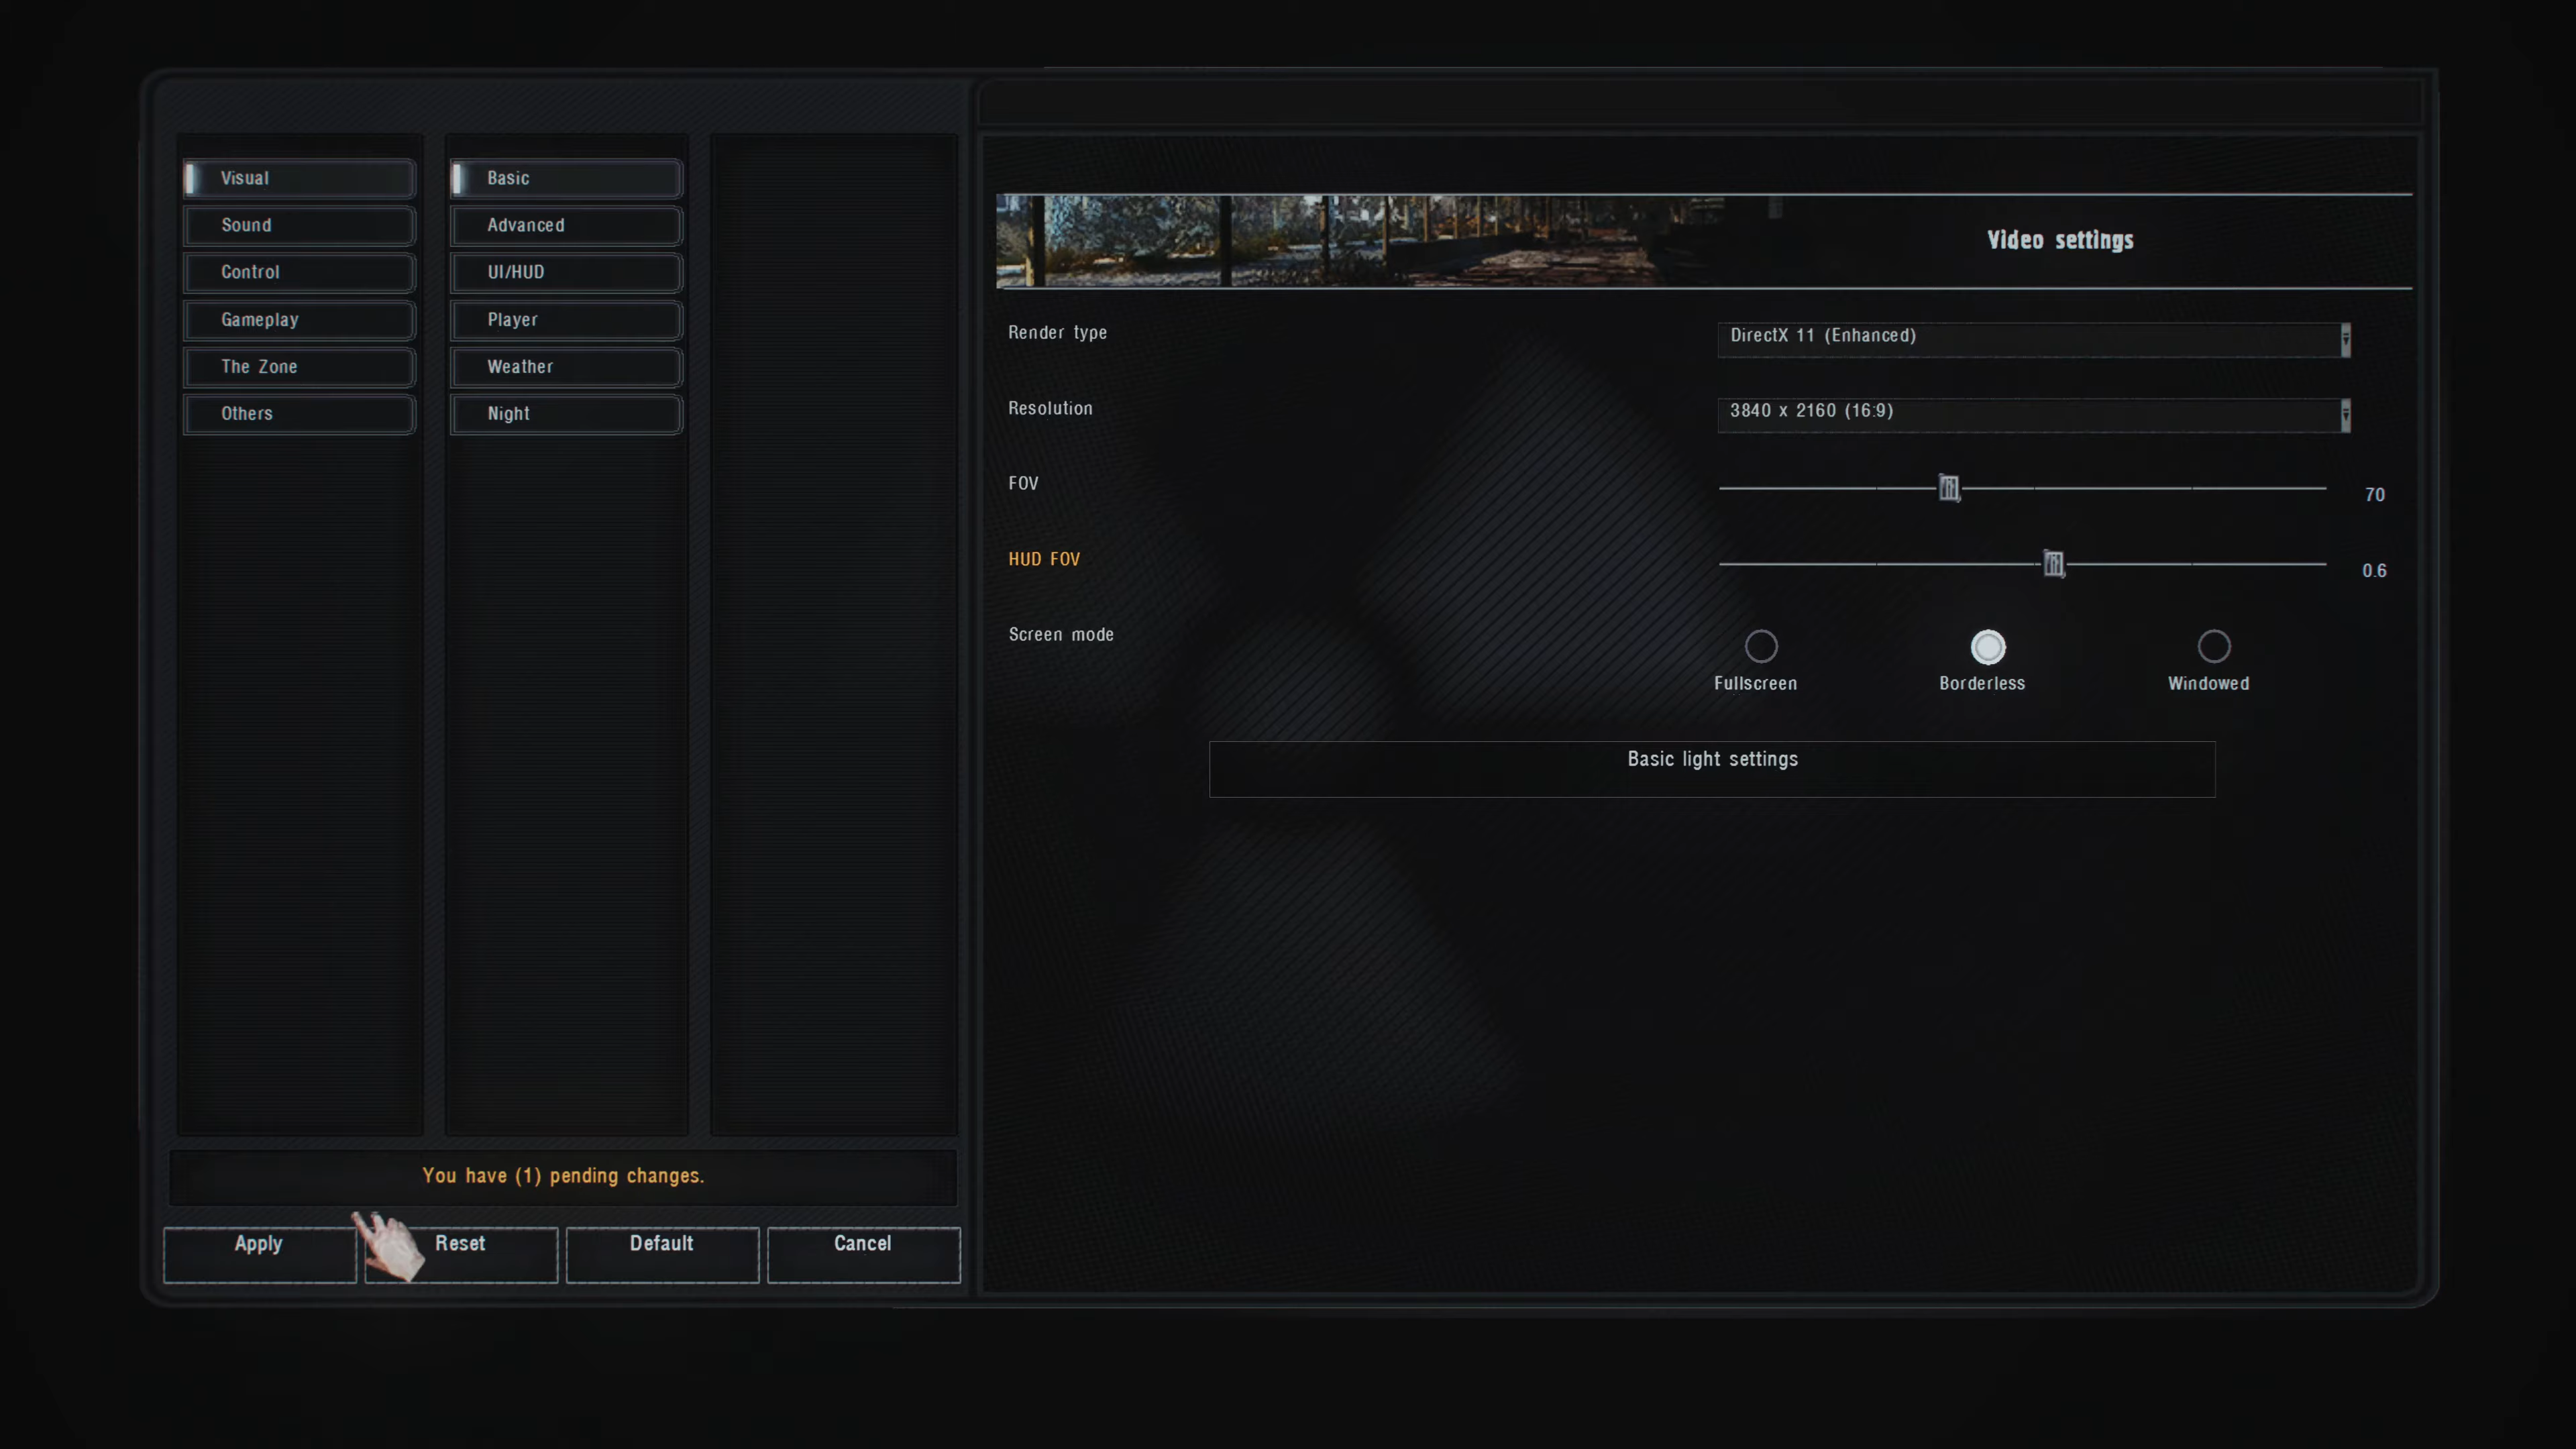 Visual
Sound
Control
Gameplay
The Zone
Others
Basic
Advanced
UI/HUD
Player
Weather
Night
Video settings
Render type
DirectX 11 (Enhanced)
Resolution
3840 x 2160 (16:9)
FOV
70
HUD FOV
0.6
Screen mode
Fullscreen
Borderless
Windowed
Basic light settings
You have (1) pending changes.
Apply
Reset
Default
Cancel